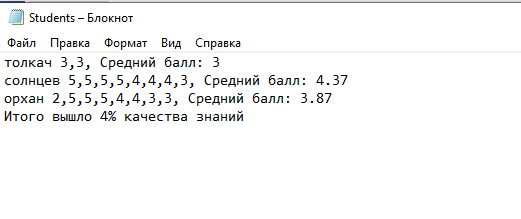 Students – Блокнот
Файл Правка Формат Вид Справка
толкач 3,3, Средний балл: 3
солнцев 5,5,5,5,4,4,4,3, Средний балл: 4.37
орхан 2,5,5,5,4,4,3,3, Средний балл: 3.87
Итого вышло 4% качества знаний